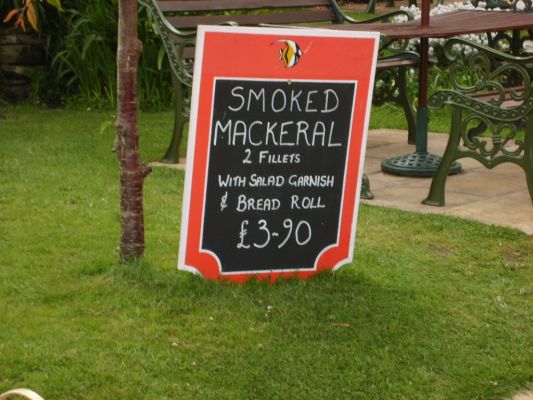 SMOKED
MACKERAL
2 FILLETS
WITH SALAD GARNISH
& BREAD ROLL
£3-90